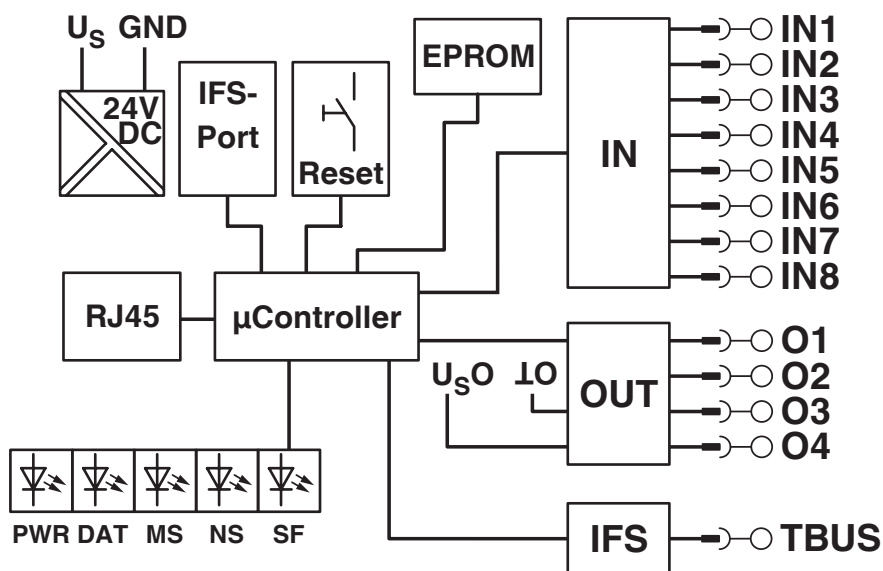 US GND
24V
DC
IFS-
Port
Reset
EPROM
IN
IN1
IN2
IN3
IN4
IN5
IN6
IN7
IN8
RJ45
µController
USO
⊥O
OUT
O1
O2
O3
O4
PWR DAT MS NS SF
IFS
TBUS